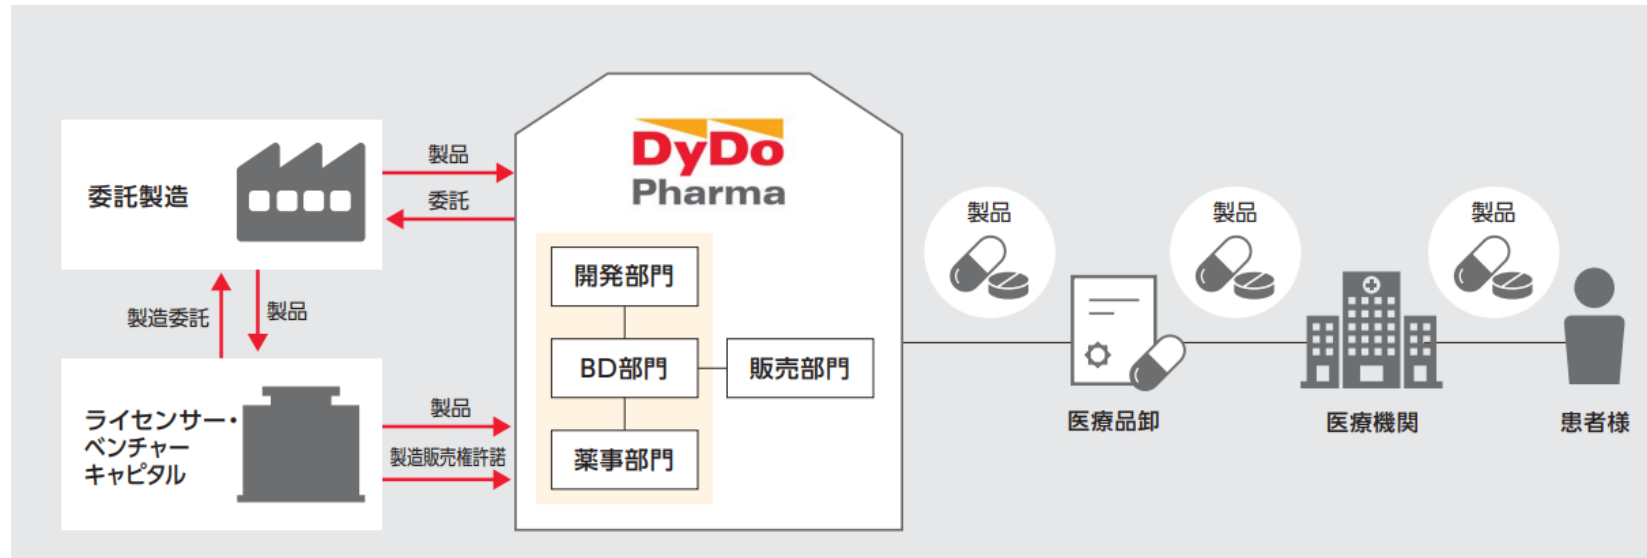 委託製造
製品
委託
製造委託
製品
ライセンサー・
ベンチャー
キャピタル
製品
製造販売権許諾
DyDo
Pharma
開発部門
BD部門
販売部門
薬事部門
製品
製品
製品
医療品卸
医療機関
患者様